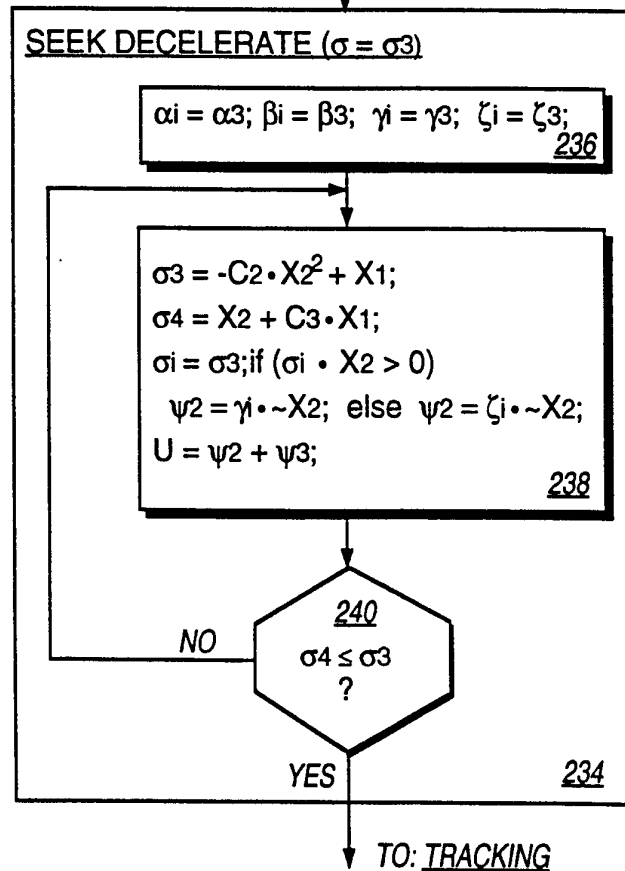 SEEK DECELERATE (σ = σ3)
αi = α3; βi = β3; γi = γ3; ζi = ζ3;
236
σ3 = -C2•X2² + X1;
σ4 = X2 + C3•X1;
σi = σ3;if (σi • X2 > 0)
ψ2 = γi•~X2; else ψ2 = ζi•~X2;
U = ψ2 + ψ3;
238
240
NO
σ4 ≤ σ3
?
YES
234
TO: TRACKING